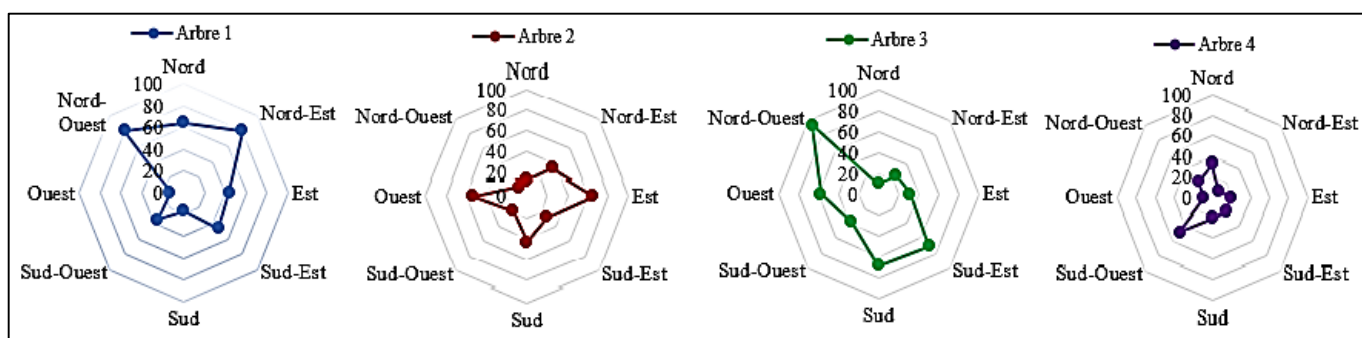 Arbre 1
Nord
100
80
60
40
20
0
Nord-
Ouest
Nord-Est
Ouest
Est
Sud-Ouest
Sud-Est
Sud
Arbre 2
Nord
100
80
60
40
20
0
Nord-Ouest
Nord-Est
Ouest
Est
Sud-Ouest
Sud-Est
Sud
Arbre 3
Nord
100
80
60
40
20
0
Nord-Ouest
Nord-Est
Ouest
Est
Sud-Ouest
Sud-Est
Sud
Arbre 4
Nord
100
80
60
40
20
0
Nord-Ouest
Nord-Est
Ouest
Est
Sud-Ouest
Sud-Est
Sud